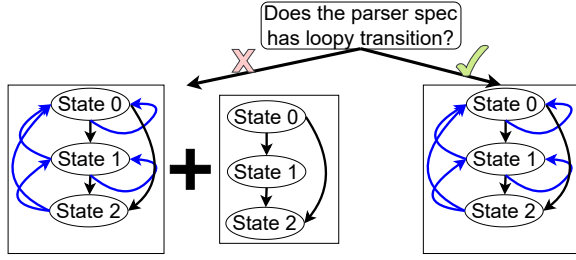 Does the parser spec
has loopy transition?
X
State 0
State 1
State 2
+
State 0
State 1
State 2
State 0
State 1
State 2